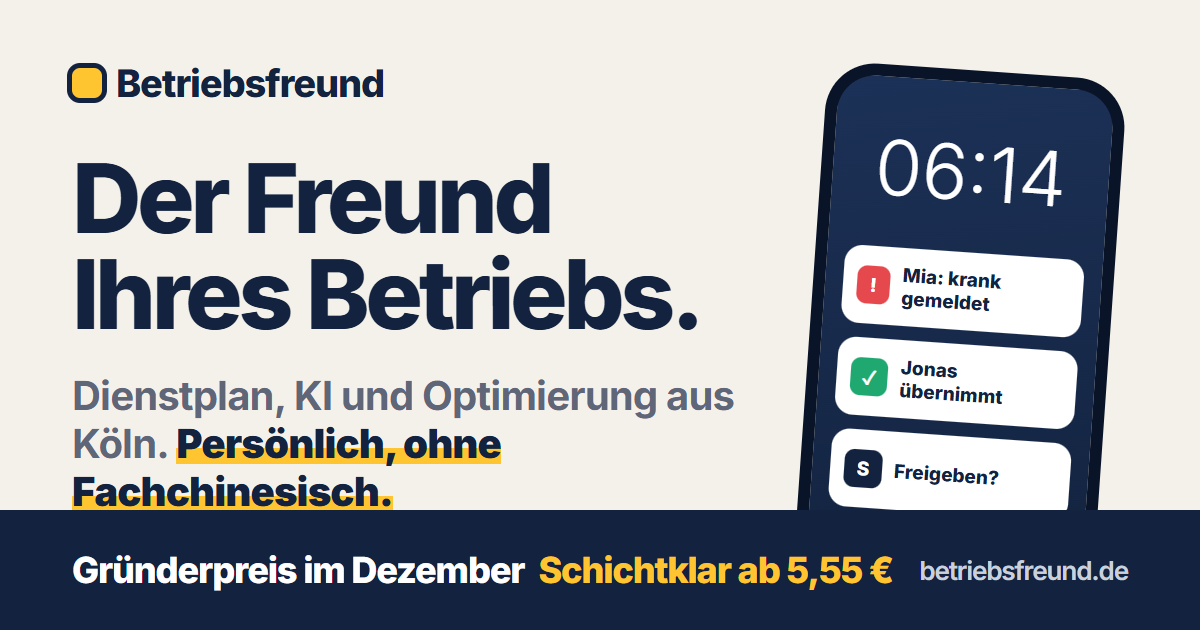 Betriebsfreund
Der Freund
Ihres Betriebs.
Dienstplan, KI und Optimierung aus
Köln. Persönlich, ohne
Fachchinesisch.
06:14
!
Mia: krank
gemeldet
✓
Jonas
übernimmt
S
Freigeben?
Gründerpreis im Dezember Schichtklar ab 5,55 € betriebsfreund.de